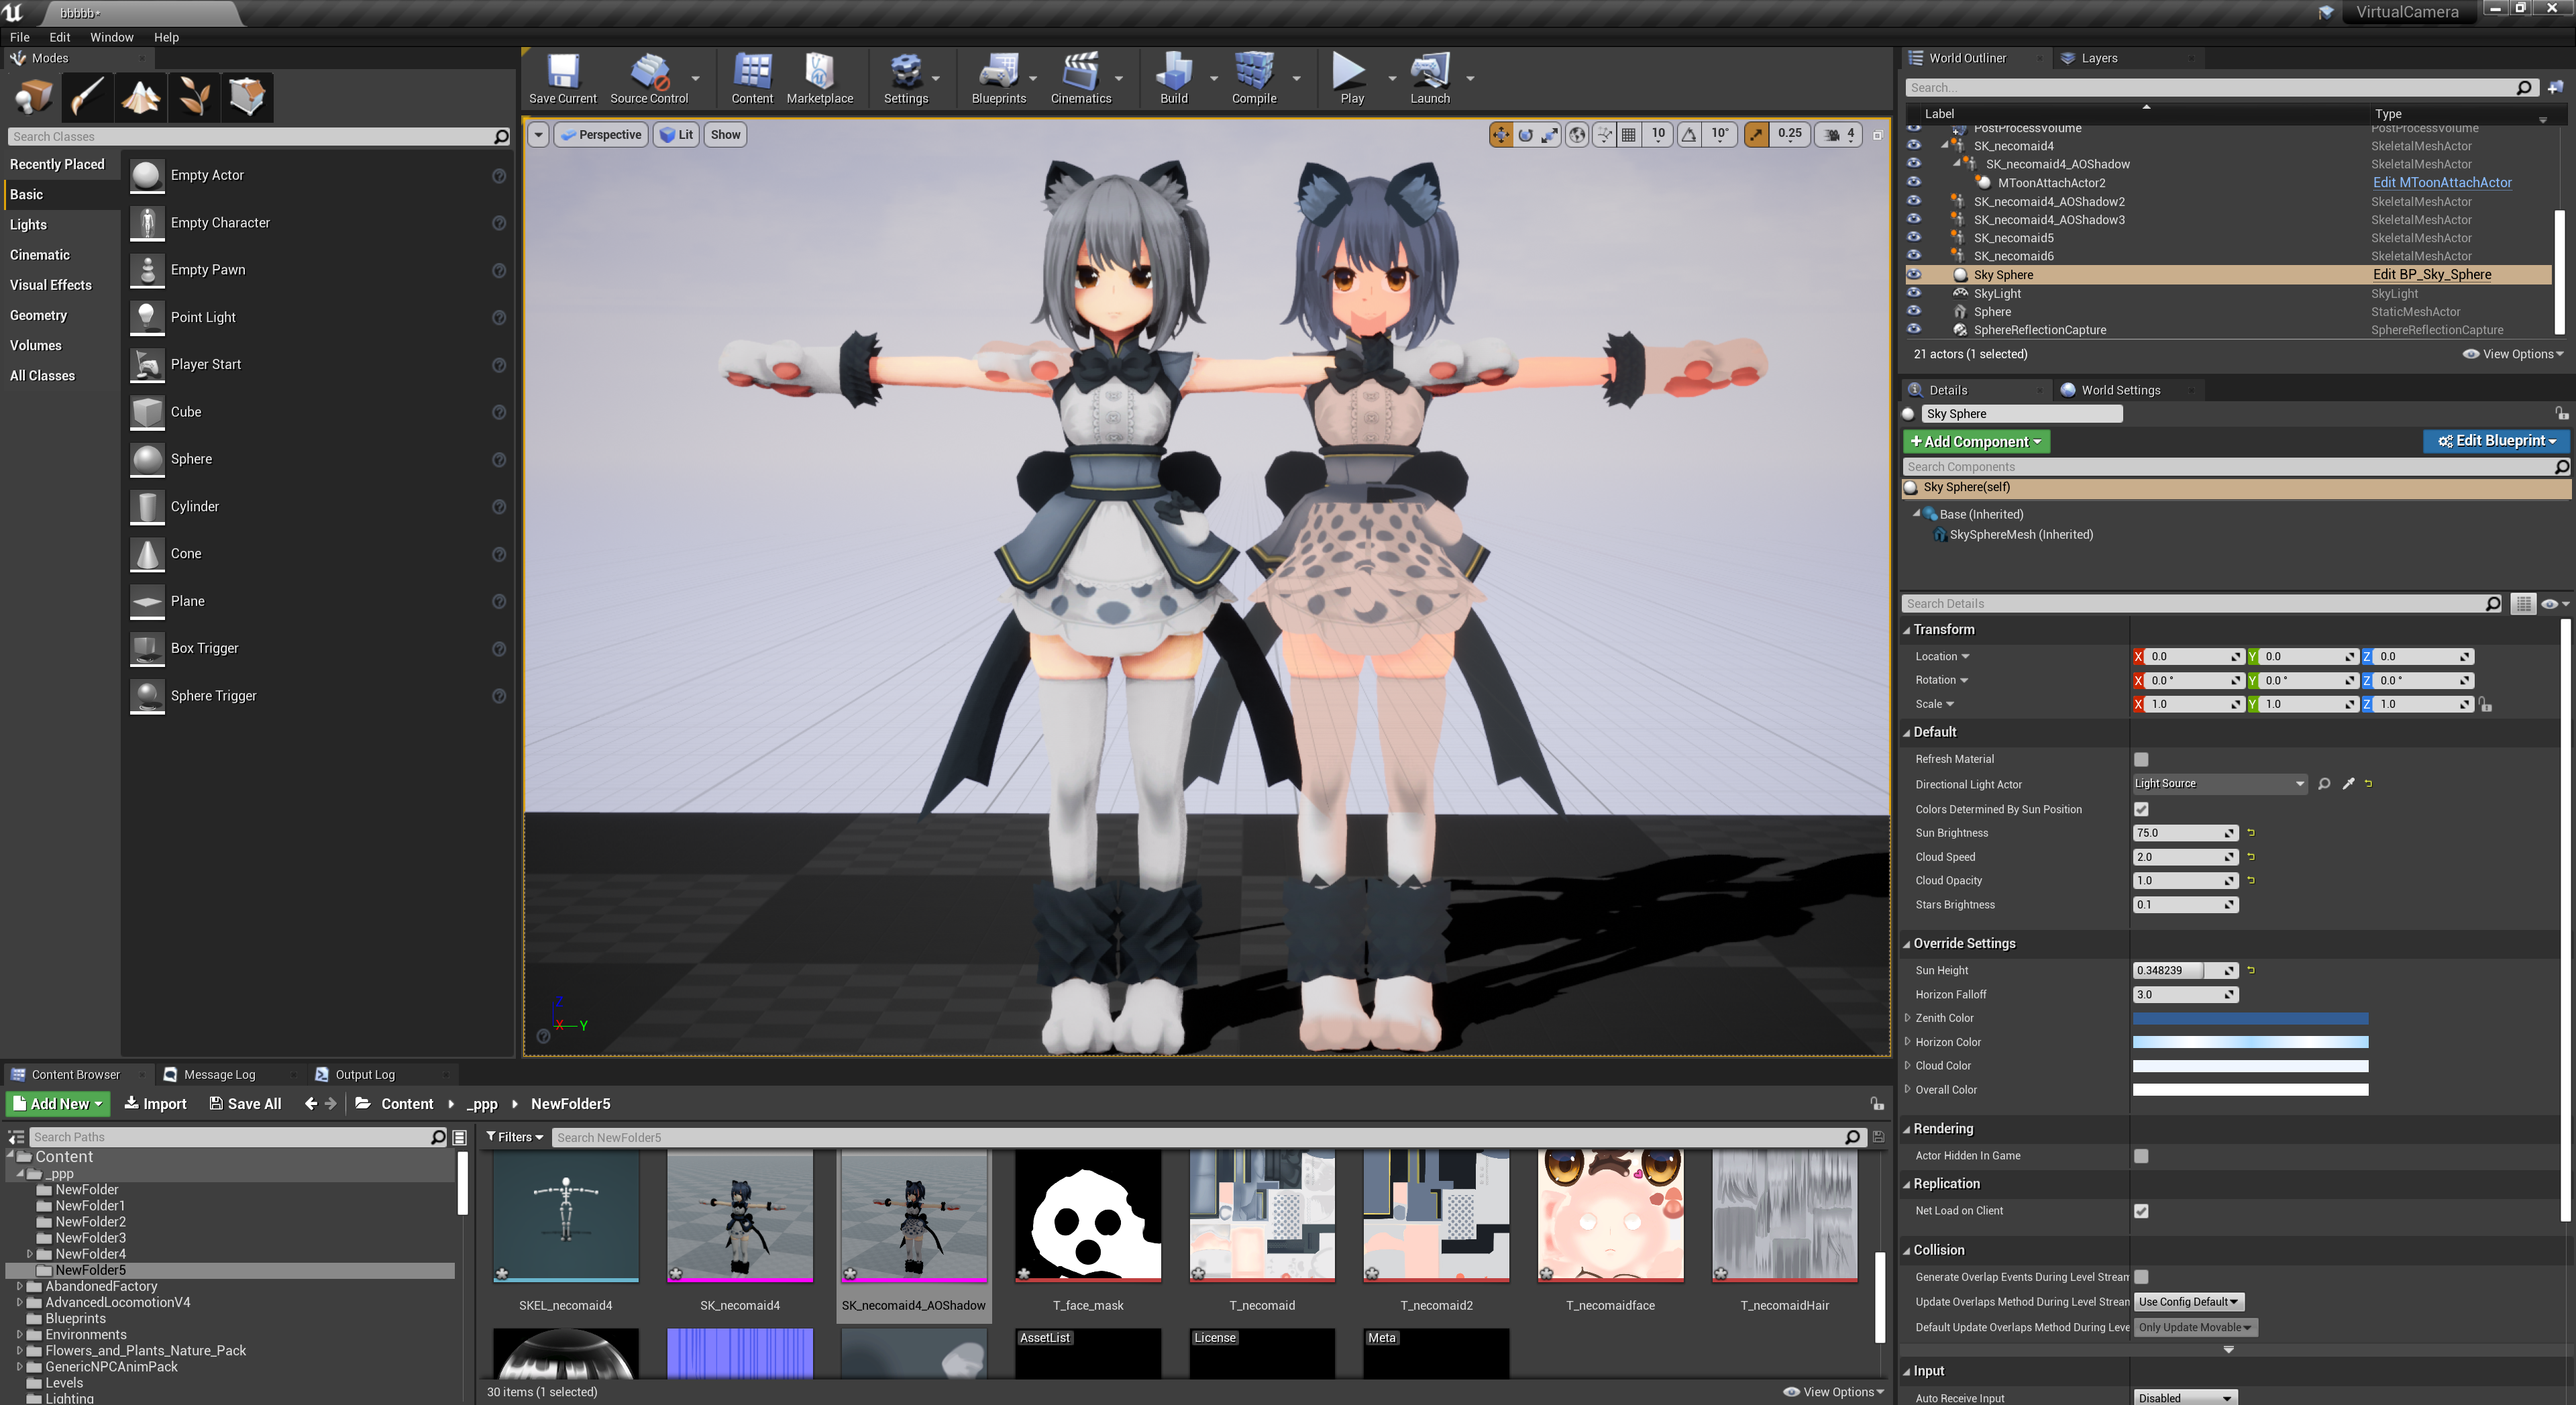 bbbbb*
VirtualCamera
File Edit Window Help
Modes
Search Classes
Recently Placed
Basic
Lights
Cinematic
Visual Effects
Geometry
Volumes
All Classes
Empty Actor
Empty Character
Empty Pawn
Point Light
Player Start
Cube
Sphere
Cylinder
Cone
Plane
Box Trigger
Sphere Trigger
Save Current Source Control Content Marketplace Settings Blueprints Cinematics Build Compile Play Launch
Perspective Lit Show 10 10° 0.25 4
X Y Z
World Outliner Layers
Search...
Label Type
PostProcessVolume PostProcessVolume
SK_necomaid4 SkeletalMeshActor
SK_necomaid4_AOShadow SkeletalMeshActor
MToonAttachActor2 Edit MToonAttachActor
SK_necomaid4_AOShadow2 SkeletalMeshActor
SK_necomaid4_AOShadow3 SkeletalMeshActor
SK_necomaid5 SkeletalMeshActor
SK_necomaid6 SkeletalMeshActor
Sky Sphere Edit BP_Sky_Sphere
SkyLight SkyLight
Sphere StaticMeshActor
SphereReflectionCapture SphereReflectionCapture
21 actors (1 selected) View Options
Details World Settings
Sky Sphere
+Add Component Edit Blueprint
Search Components
Sky Sphere(self)
Base (Inherited)
SkySphereMesh (Inherited)
Search Details
Transform
Location X 0.0 Y 0.0 Z 0.0
Rotation X 0.0 ° Y 0.0 ° Z 0.0 °
Scale X 1.0 Y 1.0 Z 1.0
Default
Refresh Material
Directional Light Actor Light Source
Colors Determined By Sun Position
Sun Brightness 75.0
Cloud Speed 2.0
Cloud Opacity 1.0
Stars Brightness 0.1
Override Settings
Sun Height 0.348239
Horizon Falloff 3.0
Zenith Color
Horizon Color
Cloud Color
Overall Color
Rendering
Actor Hidden In Game
Replication
Net Load on Client
Collision
Generate Overlap Events During Level Stream
Update Overlaps Method During Level Stream Use Config Default
Default Update Overlaps Method During Leve Only Update Movable
Input
Auto Receive Input Disabled
Content Browser Message Log Output Log
Add New Import Save All Content _ppp NewFolder5
Search Paths
Content
_ppp
NewFolder
NewFolder1
NewFolder2
NewFolder3
NewFolder4
NewFolder5
AbandonedFactory
AdvancedLocomotionV4
Blueprints
Environments
Flowers_and_Plants_Nature_Pack
GenericNPCAnimPack
Levels
Lighting
Filters Search NewFolder5
SKEL_necomaid4 SK_necomaid4 SK_necomaid4_AOShadow T_face_mask T_necomaid T_necomaid2 T_necomaidface T_necomaidHair
AssetList License Meta
30 items (1 selected) View Options